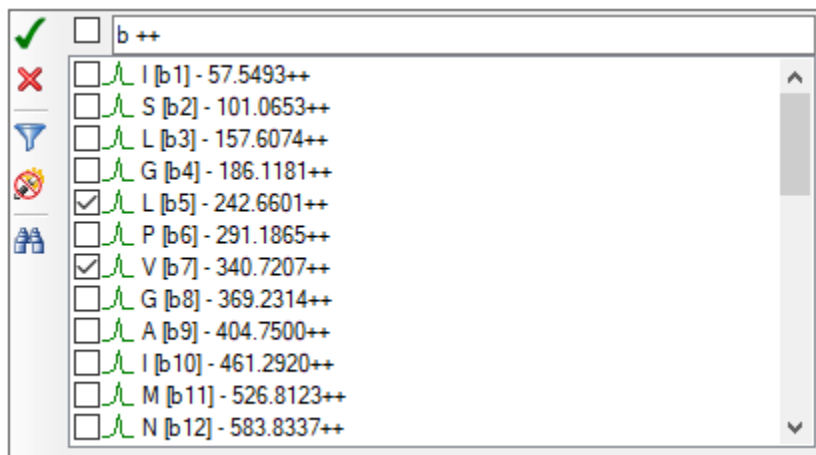 b ++
I [b1] - 57.5493++
S [b2] - 101.0653++
L [b3] - 157.6074++
G [b4] - 186.1181++
L [b5] - 242.6601++
P [b6] - 291.1865++
V [b7] - 340.7207++
G [b8] - 369.2314++
A [b9] - 404.7500++
I [b10] - 461.2920++
M [b11] - 526.8123++
N [b12] - 583.8337++